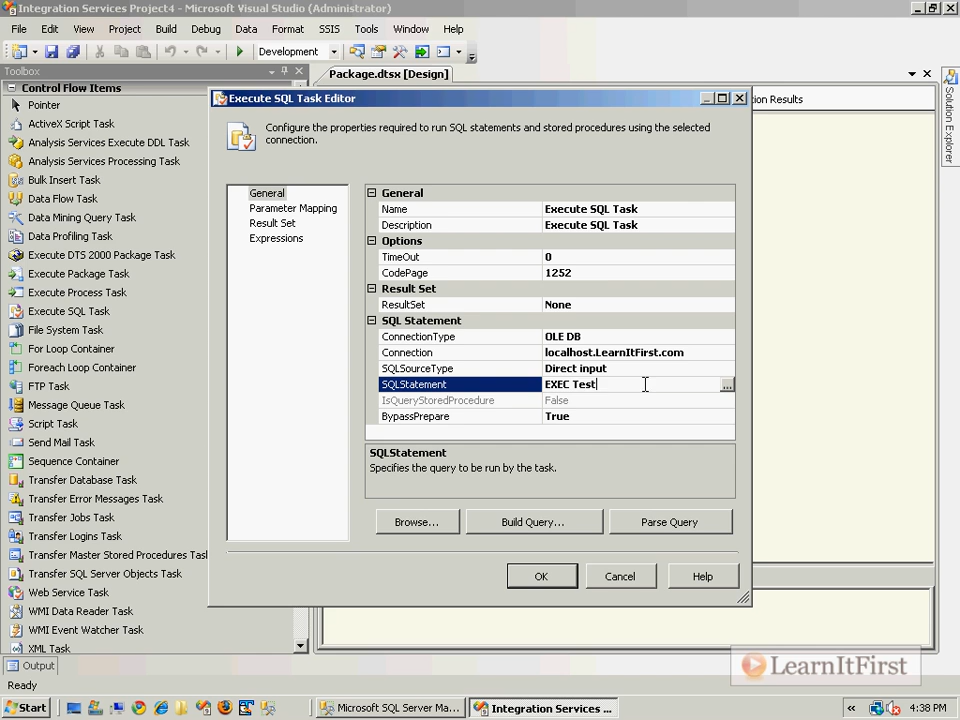 Integration Services Project4 - Microsoft Visual Studio (Administrator)
File Edit View Project Build Debug Data Format SSIS Tools Window Help
Development
Toolbox
Package.dtsx [Design]
Control Flow Items
Pointer
ActiveX Script Task
Analysis Services Execute DDL Task
Analysis Services Processing Task
Bulk Insert Task
Data Flow Task
Data Mining Query Task
Data Profiling Task
Execute DTS 2000 Package Task
Execute Package Task
Execute Process Task
Execute SQL Task
File System Task
For Loop Container
Foreach Loop Container
FTP Task
Message Queue Task
Script Task
Send Mail Task
Sequence Container
Transfer Database Task
Transfer Error Messages Task
Transfer Jobs Task
Transfer Logins Task
Transfer Master Stored Procedures Task
Transfer SQL Server Objects Task
Web Service Task
WMI Data Reader Task
WMI Event Watcher Task
XML Task
Output
Execute SQL Task Editor
Configure the properties required to run SQL statements and stored procedures using the selected
connection.
General
Parameter Mapping
Result Set
Expressions
General
Name Execute SQL Task
Description Execute SQL Task
Options
TimeOut 0
CodePage 1252
Result Set
ResultSet None
SQL Statement
ConnectionType OLE DB
Connection localhost.LearnItFirst.com
SQLSourceType Direct input
SQLStatement EXEC Test ...
IsQueryStoredProcedure False
BypassPrepare True
SQLStatement
Specifies the query to be run by the task.
Browse... Build Query... Parse Query
OK Cancel Help
ion Results
Solution Explorer
LearnItFirst
Ready
Start Microsoft SQL Server Ma... Integration Services ... « 4:38 PM